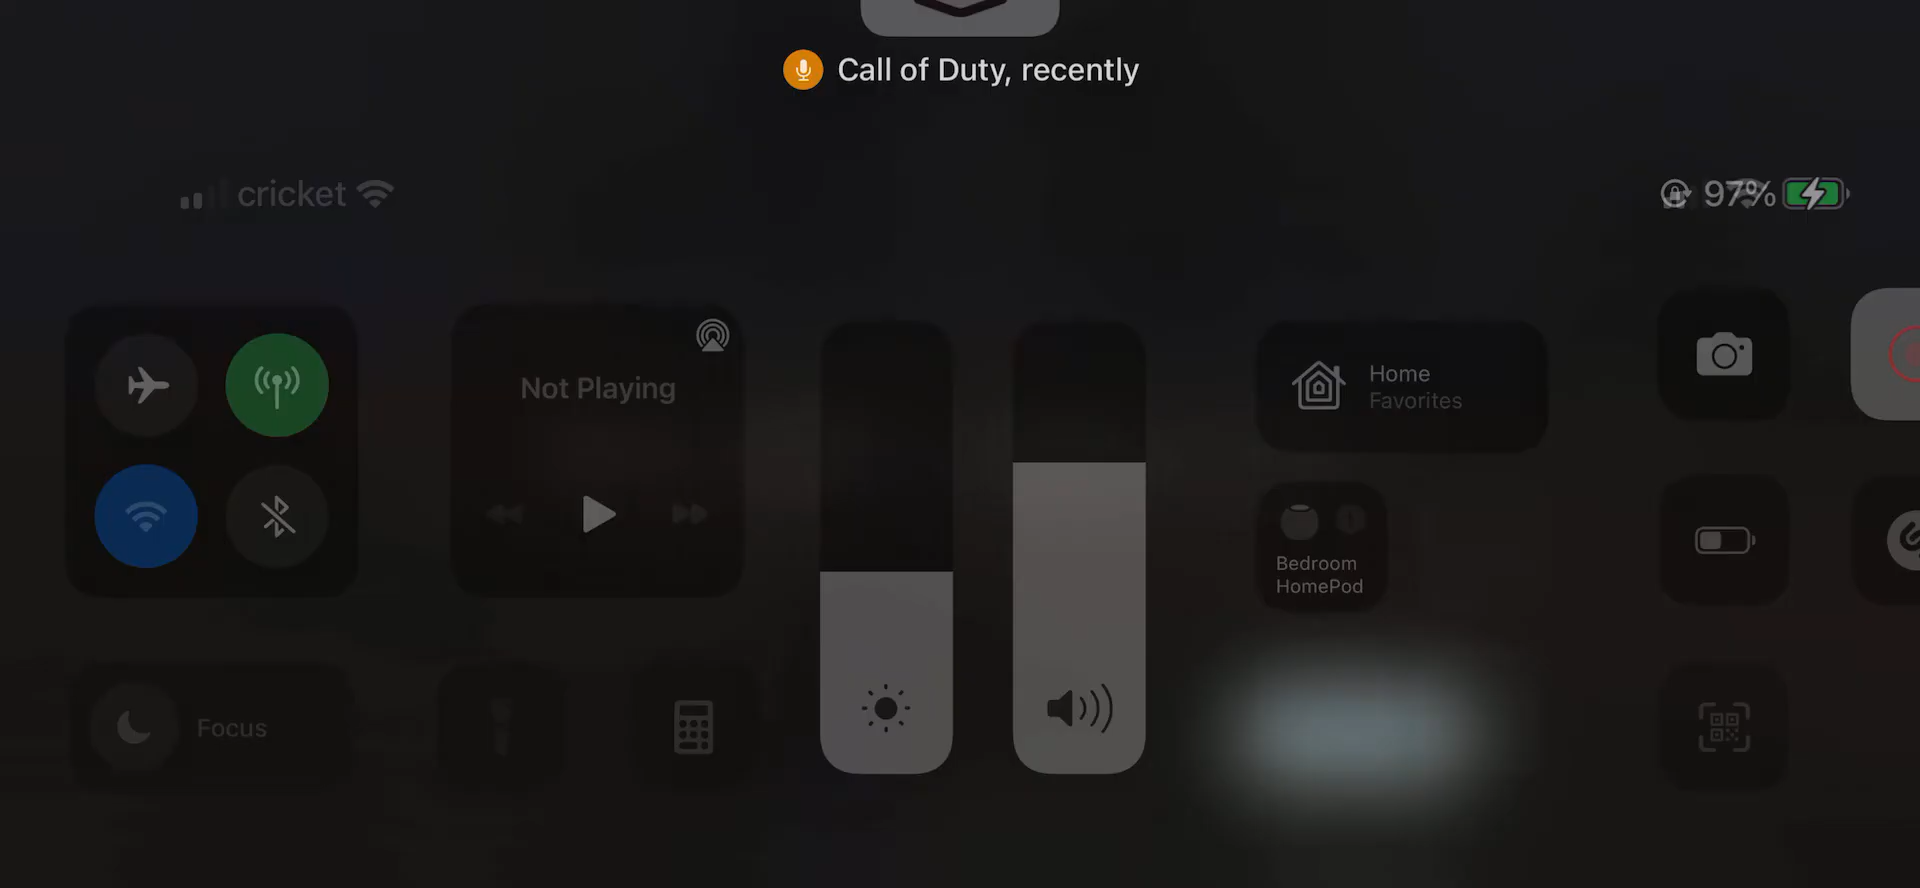 Call of Duty, recently
cricket
97%
Not Playing
Home
Favorites
Bedroom
HomePod
Focus